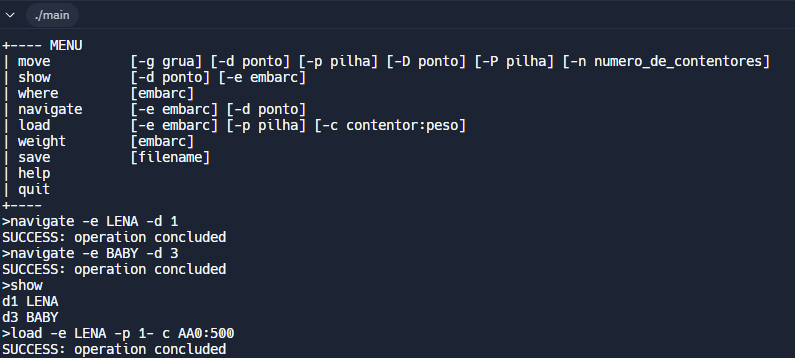 ./main
+---- MENU
| move [-g grua] [-d ponto] [-p pilha] [-D ponto] [-P pilha] [-n numero_de_contentores]
| show [-d ponto] [-e embarc]
| where [embarc]
| navigate [-e embarc] [-d ponto]
| load [-e embarc] [-p pilha] [-c contentor:peso]
| weight [embarc]
| save [filename]
| help
| quit
+----
>navigate -e LENA -d 1
SUCCESS: operation concluded
>navigate -e BABY -d 3
SUCCESS: operation concluded
>show
d1 LENA
d3 BABY
>load -e LENA -p 1- c AA0:500
SUCCESS: operation concluded